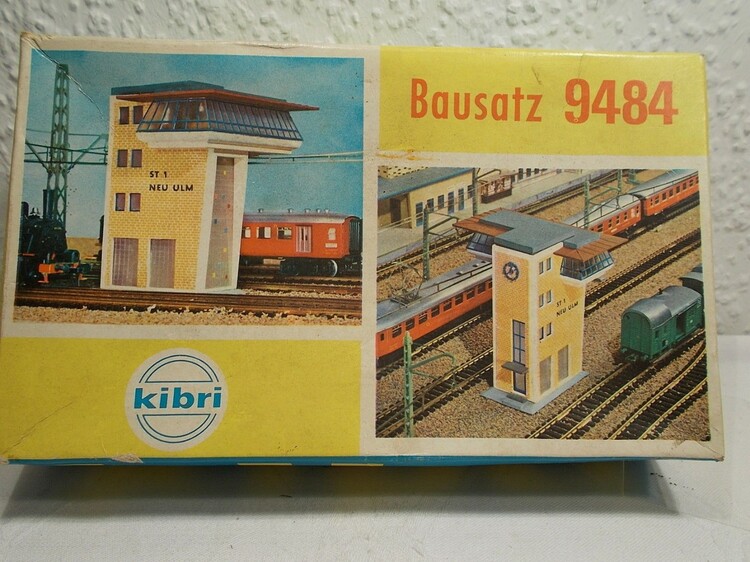 Bausatz 9484
ST 1
NEU ULM
ST 1
NEU ULM
kibri